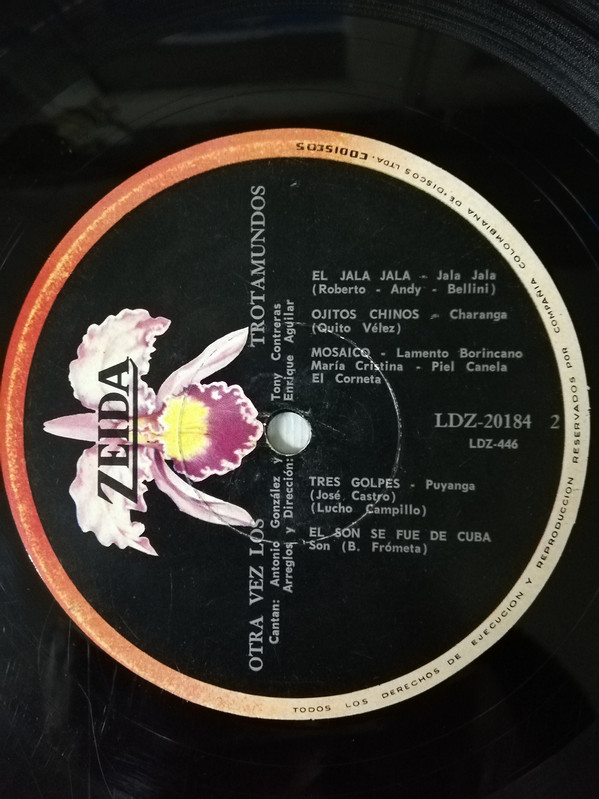 ZEIDA
OTRA VEZ LOS TROTAMUNDOS
Cantan: Antonio González y Tony Contreras
Arreglos y Dirección: Enrique Aguilar
EL JALA JALA - Jala Jala
(Roberto - Andy - Bellini)
OJITOS CHINOS - Charanga
(Quito Vélez)
MOSAICO - Lamento Borincano
María Cristina - Piel Canela
El Corneta
LDZ-20184 2
LDZ-446
TRES GOLPES - Puyanga
(José Castro)
(Lucho Campillo)
EL SON SE FUE DE CUBA
Son (B. Frómeta)
TODOS LOS DERECHOS DE EJECUCION Y REPRODUCCION RESERVADOS POR COMPAÑIA COLOMBIANA DE DISCOS LTDA. CODISCOS